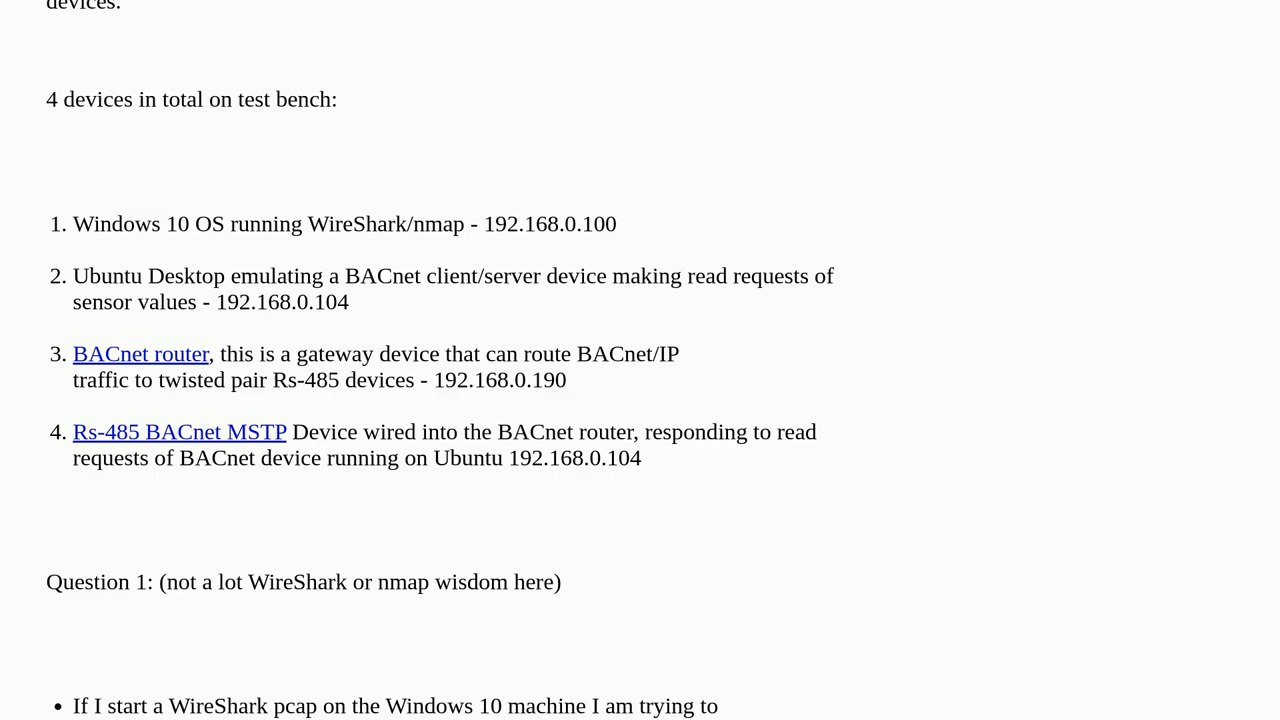 devices.
4 devices in total on test bench:
1. Windows 10 OS running WireShark/nmap - 192.168.0.100
2. Ubuntu Desktop emulating a BACnet client/server device making read requests of
sensor values - 192.168.0.104
3. BACnet router, this is a gateway device that can route BACnet/IP
traffic to twisted pair Rs-485 devices - 192.168.0.190
4. Rs-485 BACnet MSTP Device wired into the BACnet router, responding to read
requests of BACnet device running on Ubuntu 192.168.0.104
Question 1: (not a lot WireShark or nmap wisdom here)
• If I start a WireShark pcap on the Windows 10 machine I am trying to